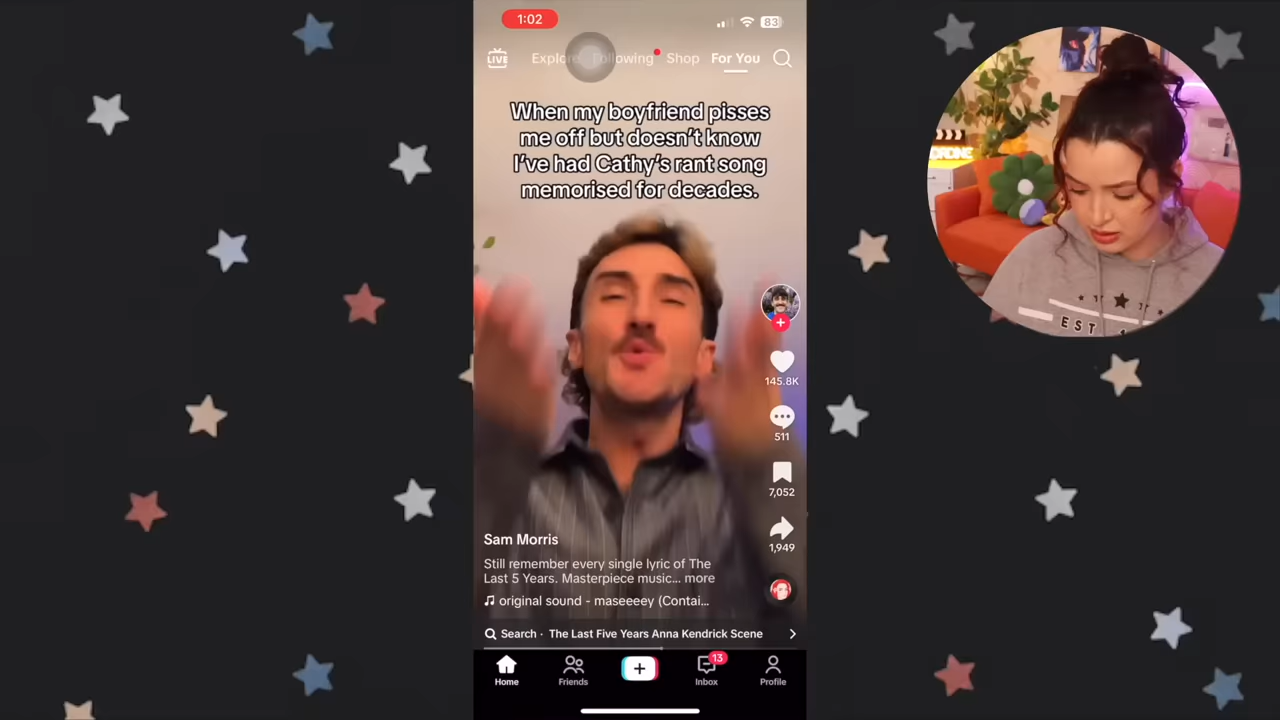 1:02
83
LIVE
Explore
Following
Shop
For You
When my boyfriend pisses
me off but doesn't know
I've had Cathy's rant song
memorised for decades.
145.8K
511
7,052
1,949
Sam Morris
Still remember every single lyric of The
Last 5 Years. Masterpiece music... more
original sound - maseeeey (Contai...
Search · The Last Five Years Anna Kendrick Scene
Home
Friends
13
Inbox
Profile
EST